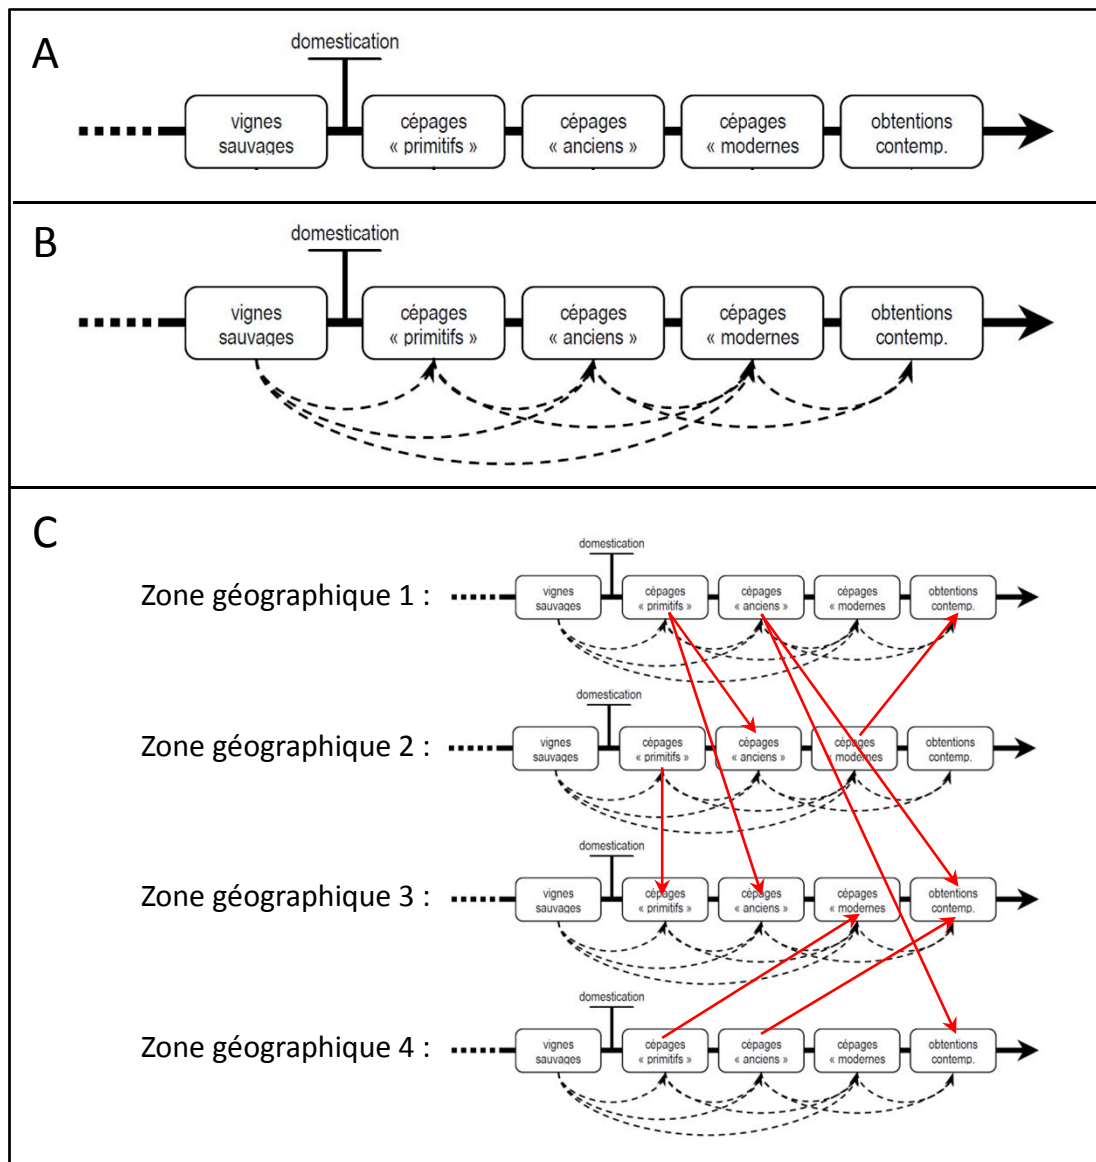 A
domestication
vignes
sauvages
cépages
« primitifs »
cépages
« anciens »
cépages
« modernes
obtentions
contemp.
B
domestication
vignes
sauvages
cépages
« primitifs »
cépages
« anciens »
cépages
« modernes
obtentions
contemp.
C
domestication
Zone géographique 1 :
vignes
sauvages
cépages
« primitifs »
cépages
« anciens »
cépages
« modernes
obtentions
contemp.
domestication
Zone géographique 2 :
vignes
sauvages
cépages
« primitifs »
cépages
« anciens »
cépages
« modernes
obtentions
contemp.
domestication
Zone géographique 3 :
vignes
sauvages
cépages
« primitifs »
cépages
« anciens »
cépages
« modernes
obtentions
contemp.
domestication
Zone géographique 4 :
vignes
sauvages
cépages
« primitifs »
cépages
« anciens »
cépages
« modernes
obtentions
contemp.